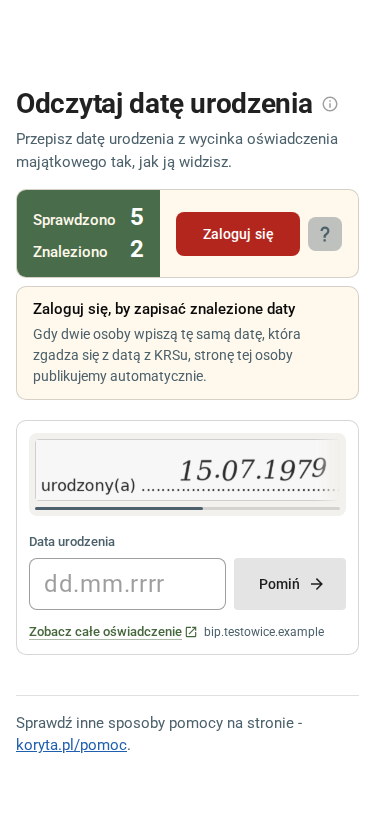 Odczytaj datę urodzenia
Przepisz datę urodzenia z wycinka oświadczenia
majątkowego tak, jak ją widzisz.
Sprawdzono 5
Znaleziono 2
Zaloguj się
?
Zaloguj się, by zapisać znalezione daty
Gdy dwie osoby wpiszą tę samą datę, która
zgadza się z datą z KRSu, stronę tej osoby
publikujemy automatycznie.
urodzony(a) 15.07.1979
Data urodzenia
dd.mm.rrrr
Pomiń →
Zobacz całe oświadczenie bip.testowice.example
Sprawdź inne sposoby pomocy na stronie -
koryta.pl/pomoc.